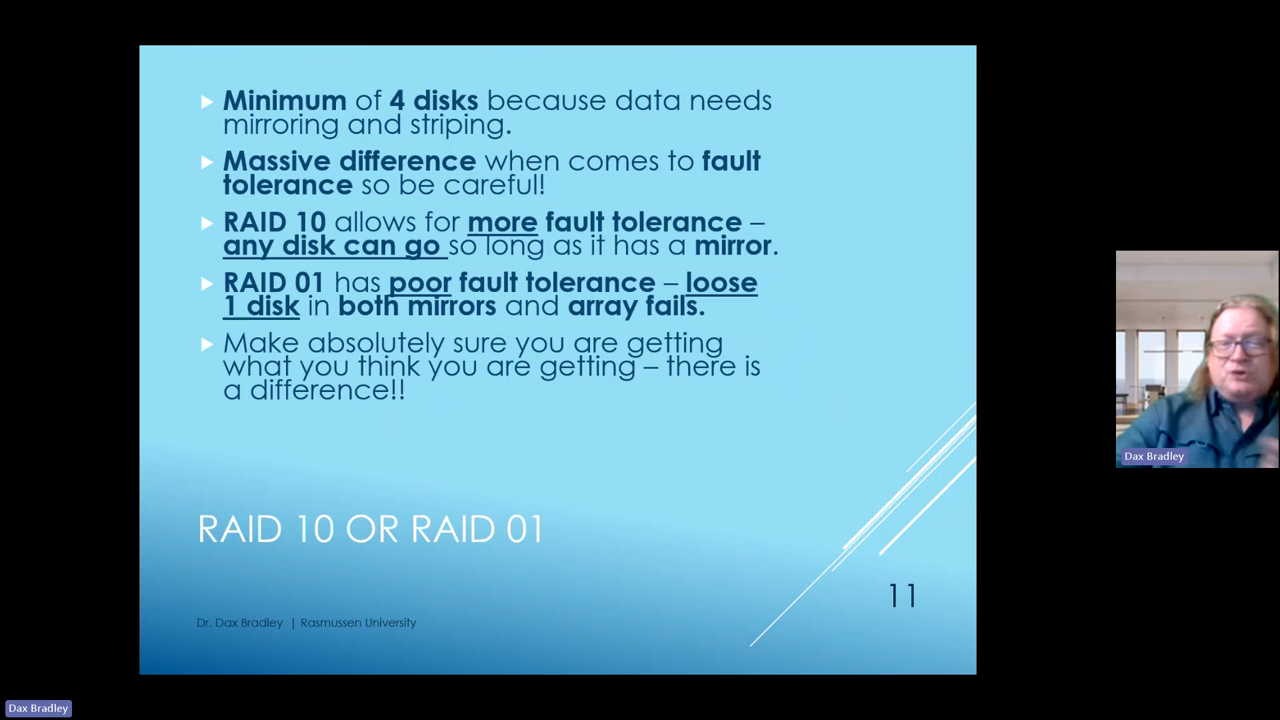 Minimum of 4 disks because data needs
mirroring and striping.
Massive difference when comes to fault
tolerance so be careful!
RAID 10 allows for more fault tolerance –
any disk can go so long as it has a mirror.
RAID 01 has poor fault tolerance – loose
1 disk in both mirrors and array fails.
Make absolutely sure you are getting
what you think you are getting – there is
a difference!!
RAID 10 OR RAID 01
11
Dr. Dax Bradley | Rasmussen University
Dax Bradley
Dax Bradley